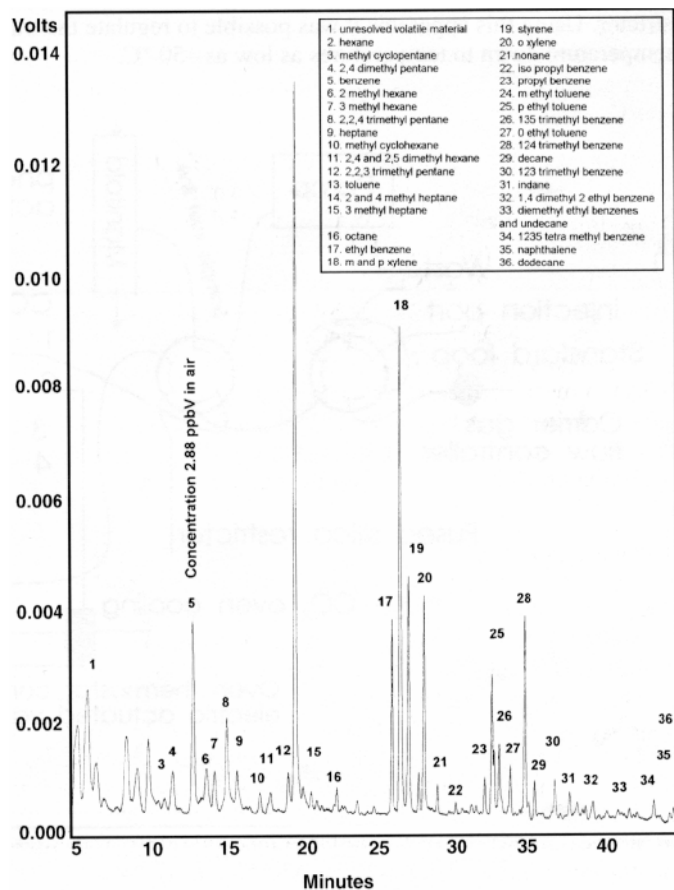 possible to regulate
as low as
Volts
0.014
0.012
0.010
0.008
0.006
0.004
0.002
0.000
1. unresolved volatile material
2. hexane
3. methyl cyclopentane
4. 2,4 dimethyl pentane
5. benzene
6. 2 methyl hexane
7. 3 methyl hexane
8. 2,2,4 trimethyl pentane
9. heptane
10. methyl cyclohexane
11. 2,4 and 2,5 dimethyl hexane
12. 2,2,3 trimethyl pentane
13. toluene
14. 2 and 4 methyl heptane
15. 3 methyl heptane
16. octane
17. ethyl benzene
18. m and p xylene
19. styrene
20. o xylene
21. nonane
22. iso propyl benzene
23. propyl benzene
24. m ethyl toluene
25. p ethyl toluene
26. 135 trimethyl benzene
27. 0 ethyl toluene
28. 124 trimethyl benzene
29. decane
30. 123 trimethyl benzene
31. indane
32. 1,4 dimethyl 2 ethyl benzene
33. diemethyl ethyl benzenes
and undecane
34. 1235 tetra methyl benzene
35. naphthalene
36. dodecane
Concentration 2.88 ppbV in air
1
3
4
5
6
7
8
9
10
11
12
15
16
17
18
19
20
21
22
23
25
26
27
28
29
30
31
32
33
34
35
36
5
10
15
20
25
30
35
40
Minutes